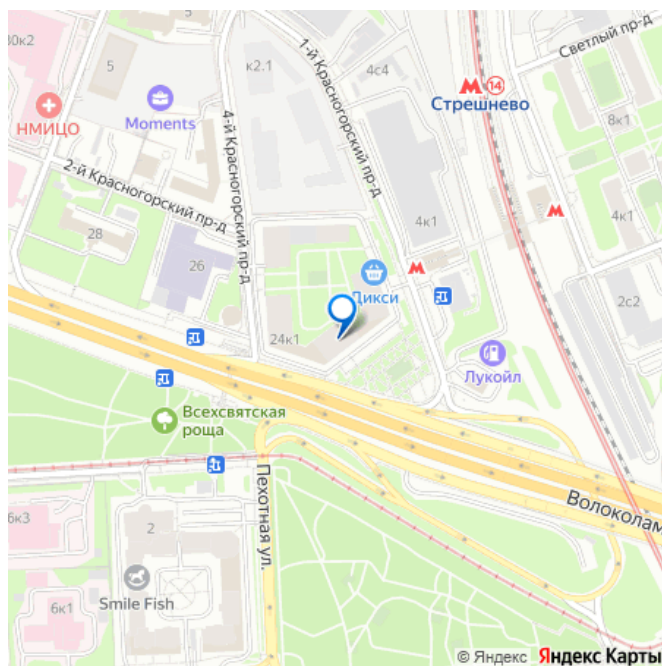 30к2
5
к2.1
4с4
1-й Красногорский пр-д
Светлый пр-д
14
Стрешнево
НМИЦО
Moments
4-й Красногорский пр-д
8к1
2-й Красногорский пр-д
4к1
4к1
28
26
Дикси
2с2
24к1
Лукойл
Всехсвятская
роща
Пехотная ул.
Волоколам
6к3
2
Smile Fish
6к1
© Яндекс Яндекс Карты